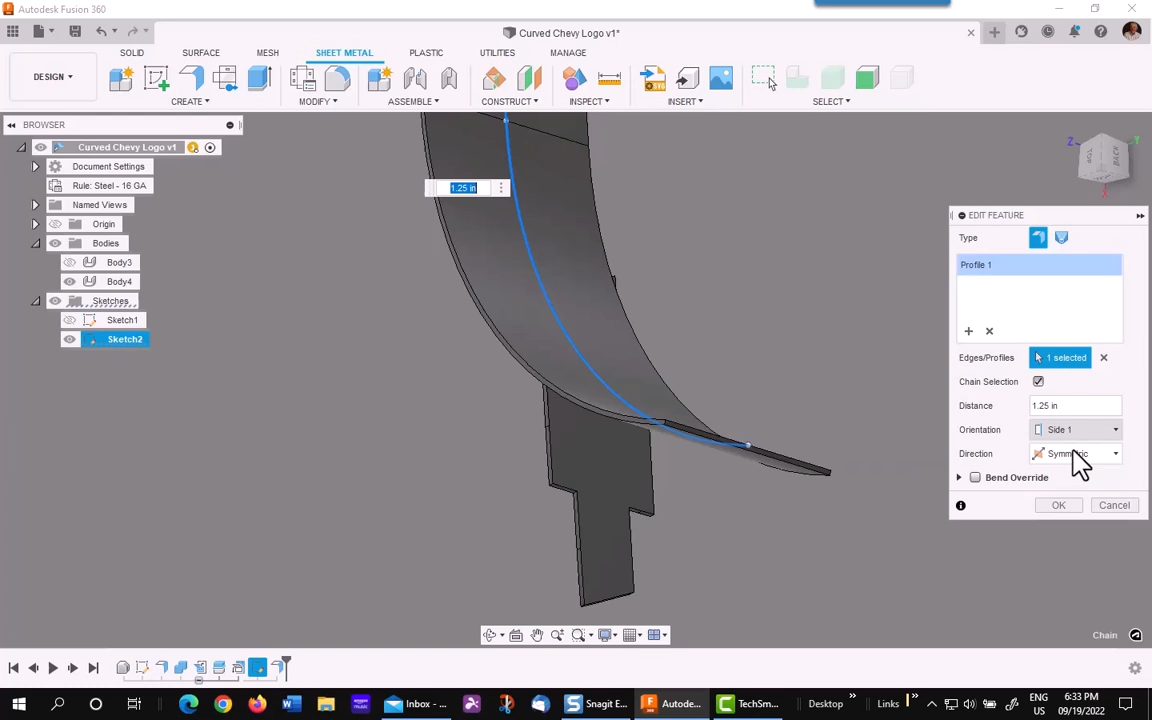 Autodesk Fusion 360
Curved Chevy Logo v1*
SOLID SURFACE MESH SHEET METAL PLASTIC UTILITIES MANAGE
DESIGN
CREATE MODIFY ASSEMBLE CONSTRUCT INSPECT INSERT SELECT
BROWSER
Curved Chevy Logo v1
Document Settings
Rule: Steel - 16 GA
Named Views
Origin
Bodies
Body3
Body4
Sketches
Sketch1
Sketch2
1.25 in
TOP BACK
Z Y X
EDIT FEATURE
Type
Profile 1
Edges/Profiles 1 selected
Chain Selection
Distance 1.25 in
Orientation Side 1
Direction Symmetric
Bend Override
OK Cancel
Chain
Inbox - ...
Snagit E...
Autode...
TechSm...
Desktop
Links
ENG
US
6:33 PM
09/19/2022